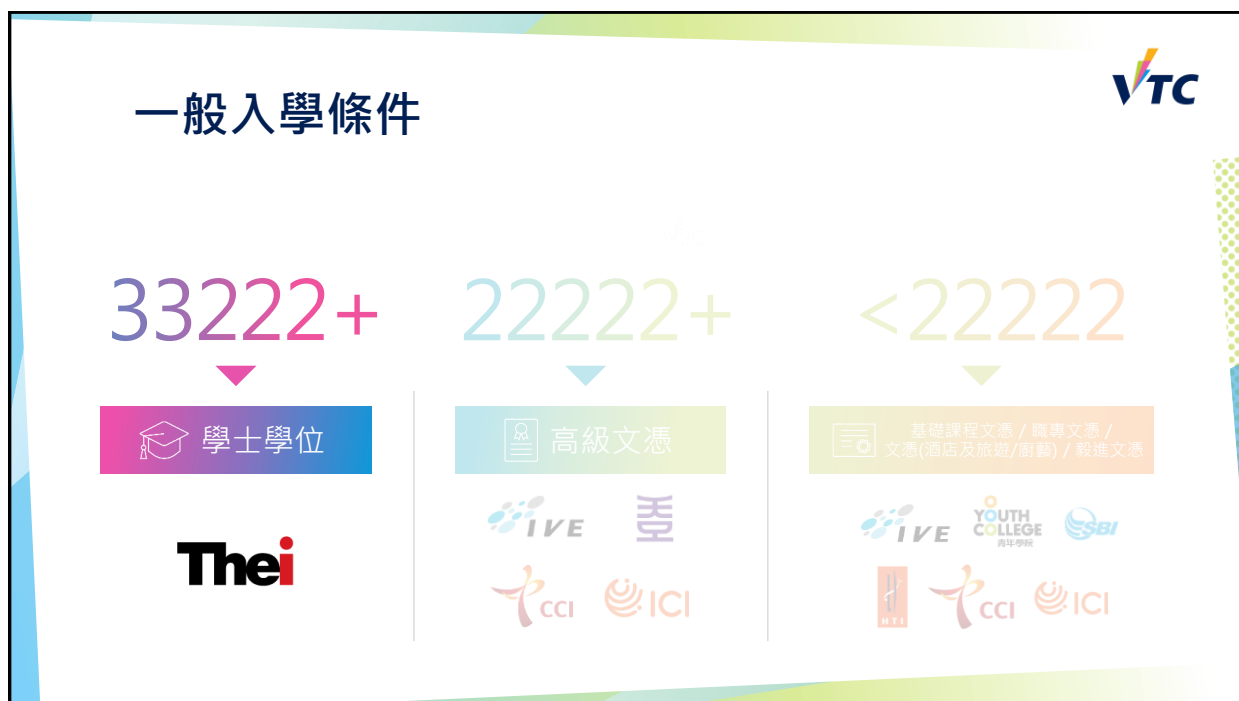 VTC
一般入學條件
33222+
22222+
<22222
學士學位
高級文憑
基礎課程文憑 / 職專文憑 /
文憑(酒店及旅遊/廚藝) / 毅進文憑
Thei
IVE
CCI
ICI
IVE
YOUTH
COLLEGE
青年學院
SBI
HTI
CCI
ICI